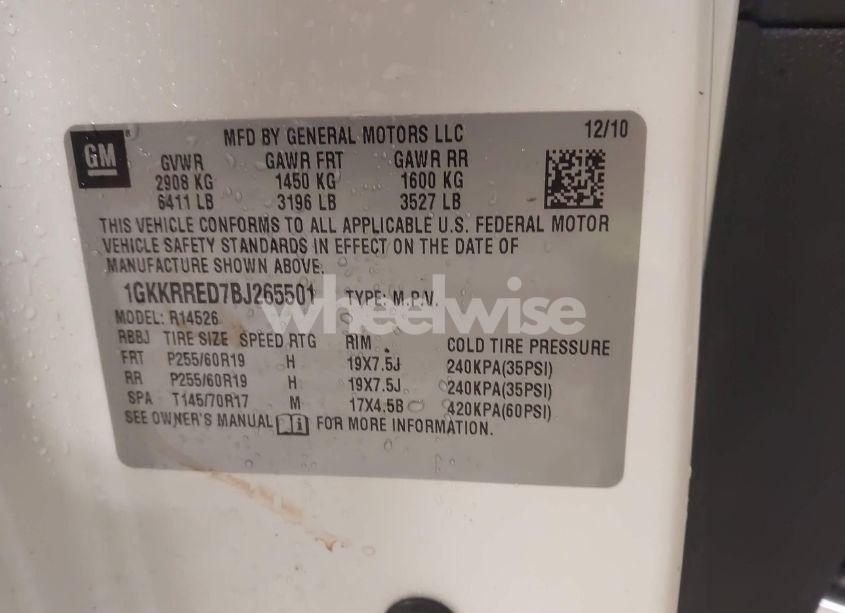 GM
MFD BY GENERAL MOTORS LLC 12/10
GVWR GAWR FRT GAWR RR
2908 KG 1450 KG 1600 KG
6411 LB 3196 LB 3527 LB
THIS VEHICLE CONFORMS TO ALL APPLICABLE U.S. FEDERAL MOTOR
VEHICLE SAFETY STANDARDS IN EFFECT ON THE DATE OF
MANUFACTURE SHOWN ABOVE.
1GKKRRED7BJ265501 TYPE: M.P.V.
wheelwise
MODEL: R14526
RBBJ TIRE SIZE SPEED RTG RIM COLD TIRE PRESSURE
FRT P255/60R19 H 19X7.5J 240KPA(35PSI)
RR P255/60R19 H 19X7.5J 240KPA(35PSI)
SPA T145/70R17 M 17X4.5B 420KPA(60PSI)
SEE OWNER'S MANUAL i FOR MORE INFORMATION.